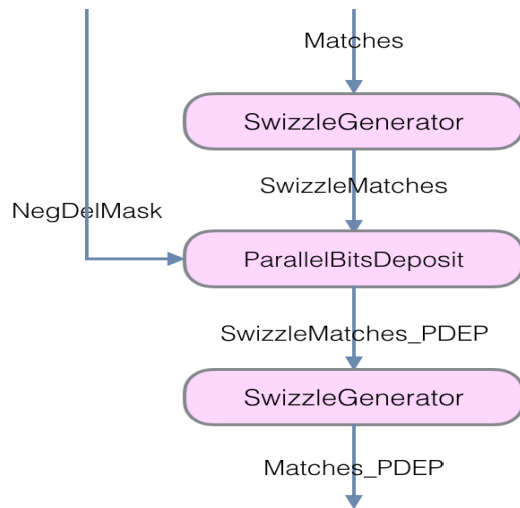 Matches
SwizzleGenerator
SwizzleMatches
NegDelMask
ParallelBitsDeposit
SwizzleMatches_PDEP
SwizzleGenerator
Matches_PDEP